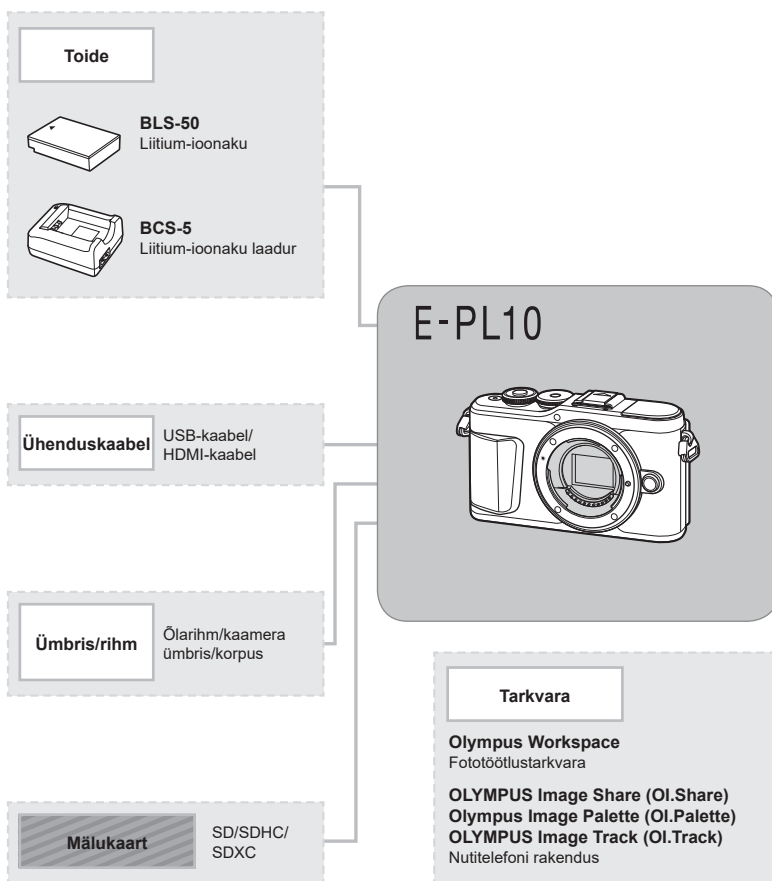 Toide
BLS-50
Liitium-ioonaku
BCS-5
Liitium-ioonaku laadur
E-PL10
Ühenduskaabel
USB-kaabel/
HDMI-kaabel
Ümbris/rihm
Õlarihm/kaamera
ümbris/korpus
Mälukaart
SD/SDHC/
SDXC
Tarkvara
Olympus Workspace
Fototöötlustarkvara
OLYMPUS Image Share (OI.Share)
Olympus Image Palette (OI.Palette)
OLYMPUS Image Track (OI.Track)
Nutitelefoni rakendus